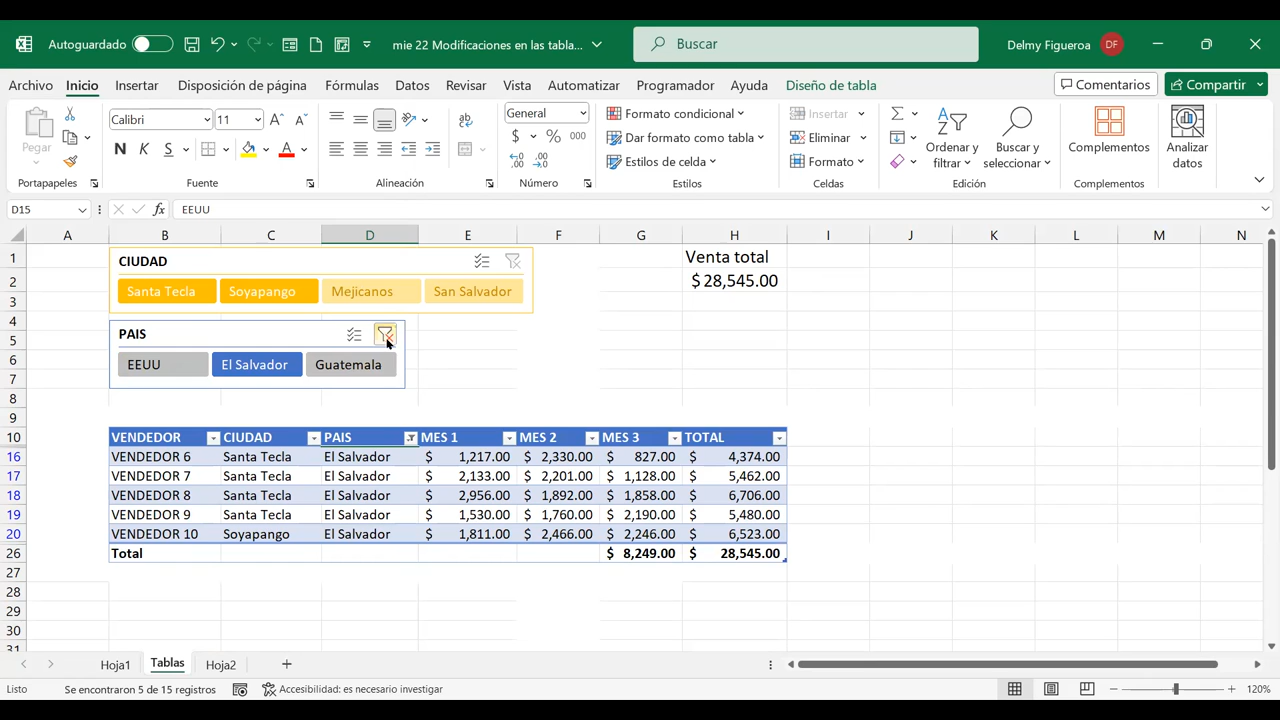 Autoguardado mie 22 Modificaciones en las tabla... Buscar Delmy Figueroa DF
Archivo Inicio Insertar Disposición de página Fórmulas Datos Revisar Vista Automatizar Programador Ayuda Diseño de tabla Comentarios Compartir
Pegar Calibri 11 General Formato condicional Insertar
N K S A $ % 000 Dar formato como tabla Eliminar Ordenar y filtrar Buscar y seleccionar Complementos Analizar datos
Estilos de celda Formato
Portapapeles Fuente Alineación Número Estilos Celdas Edición Complementos
D15 fx EEUU
A B C D E F G H I J K L M N
1 CIUDAD Venta total
2 Santa Tecla Soyapango Mejicanos San Salvador $ 28,545.00
3
4
5 PAIS
6 EEUU El Salvador Guatemala
7
8
9
10 VENDEDOR CIUDAD PAIS MES 1 MES 2 MES 3 TOTAL
16 VENDEDOR 6 Santa Tecla El Salvador $ 1,217.00 $ 2,330.00 $ 827.00 $ 4,374.00
17 VENDEDOR 7 Santa Tecla El Salvador $ 2,133.00 $ 2,201.00 $ 1,128.00 $ 5,462.00
18 VENDEDOR 8 Santa Tecla El Salvador $ 2,956.00 $ 1,892.00 $ 1,858.00 $ 6,706.00
19 VENDEDOR 9 Santa Tecla El Salvador $ 1,530.00 $ 1,760.00 $ 2,190.00 $ 5,480.00
20 VENDEDOR 10 Soyapango El Salvador $ 1,811.00 $ 2,466.00 $ 2,246.00 $ 6,523.00
26 Total $ 8,249.00 $ 28,545.00
27
28
29
30
31
Hoja1 Tablas Hoja2
Listo Se encontraron 5 de 15 registros Accesibilidad: es necesario investigar 120%